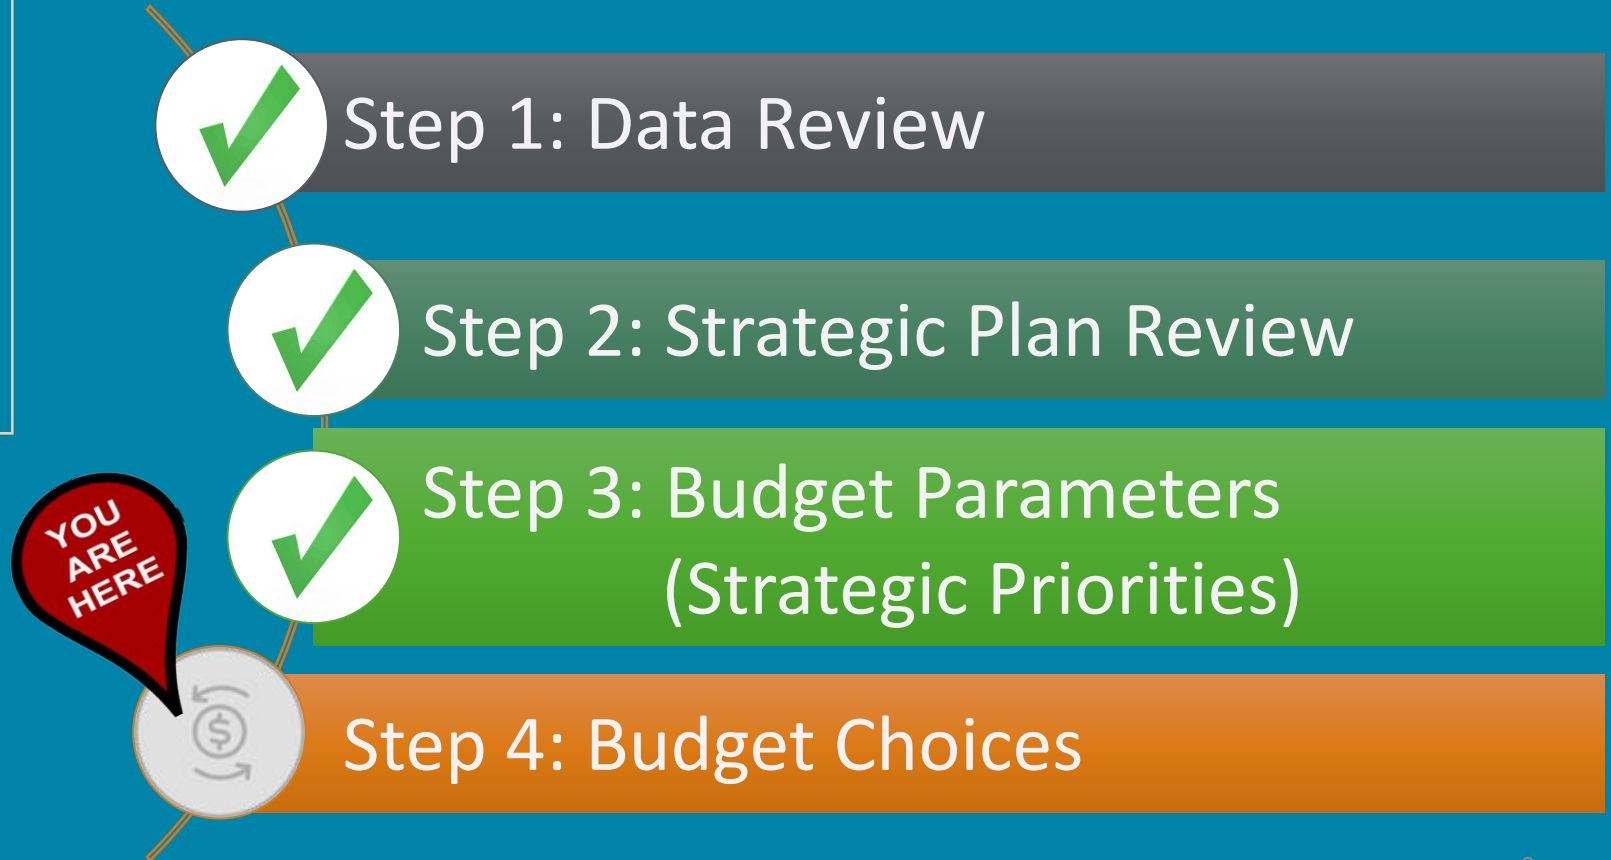 Step 1: Data Review
Step 2: Strategic Plan Review
Step 3: Budget Parameters
(Strategic Priorities)
YOU
ARE
HERE
$
Step 4: Budget Choices